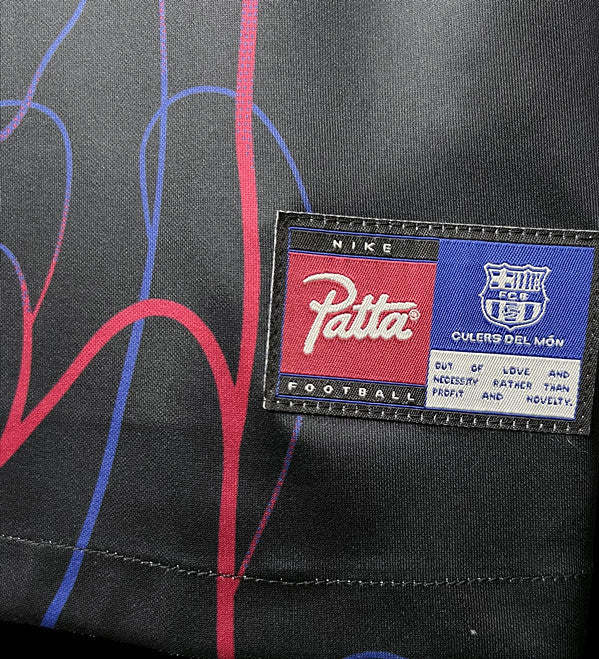 NIKE
Patta®
FOOTBALL
FCB
CULERS DEL MÓN
OUT OF LOVE AND
NECESSITY RATHER THAN
PROFIT AND NOVELTY.